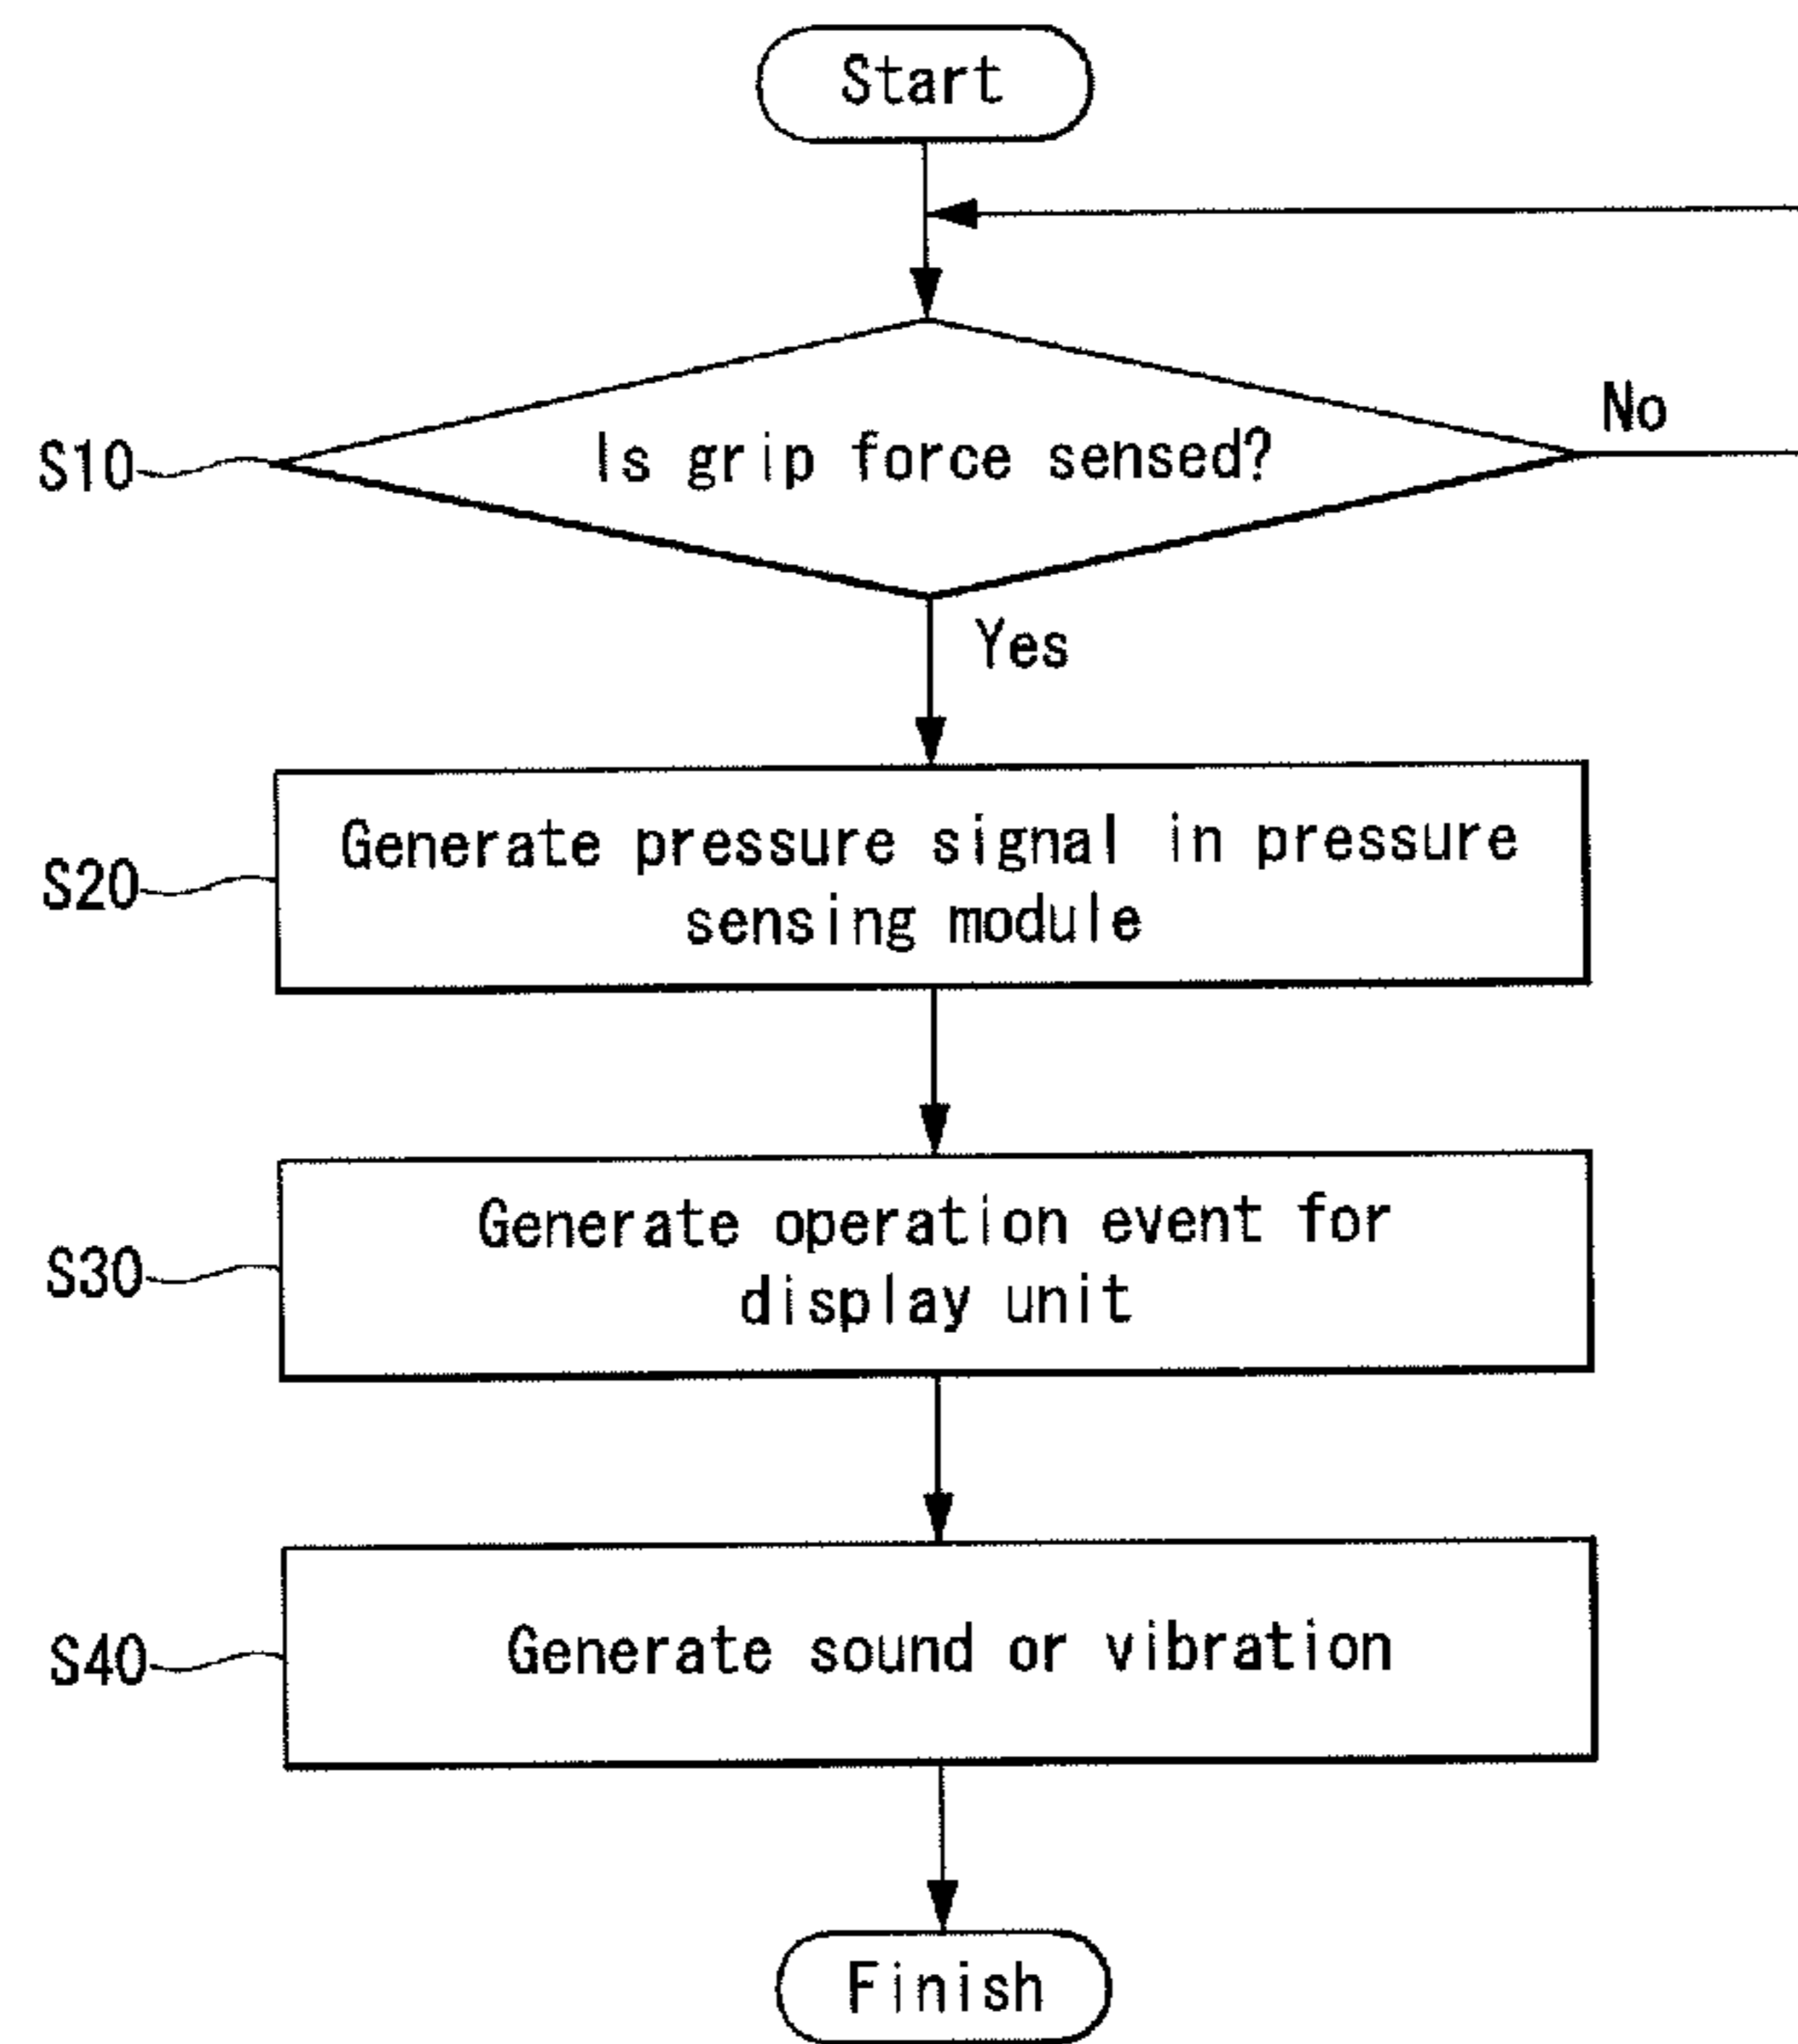 Start
S10
Is grip force sensed?
No
Yes
S20
Generate pressure signal in pressure
sensing module
S30
Generate operation event for
display unit
S40
Generate sound or vibration
Finish